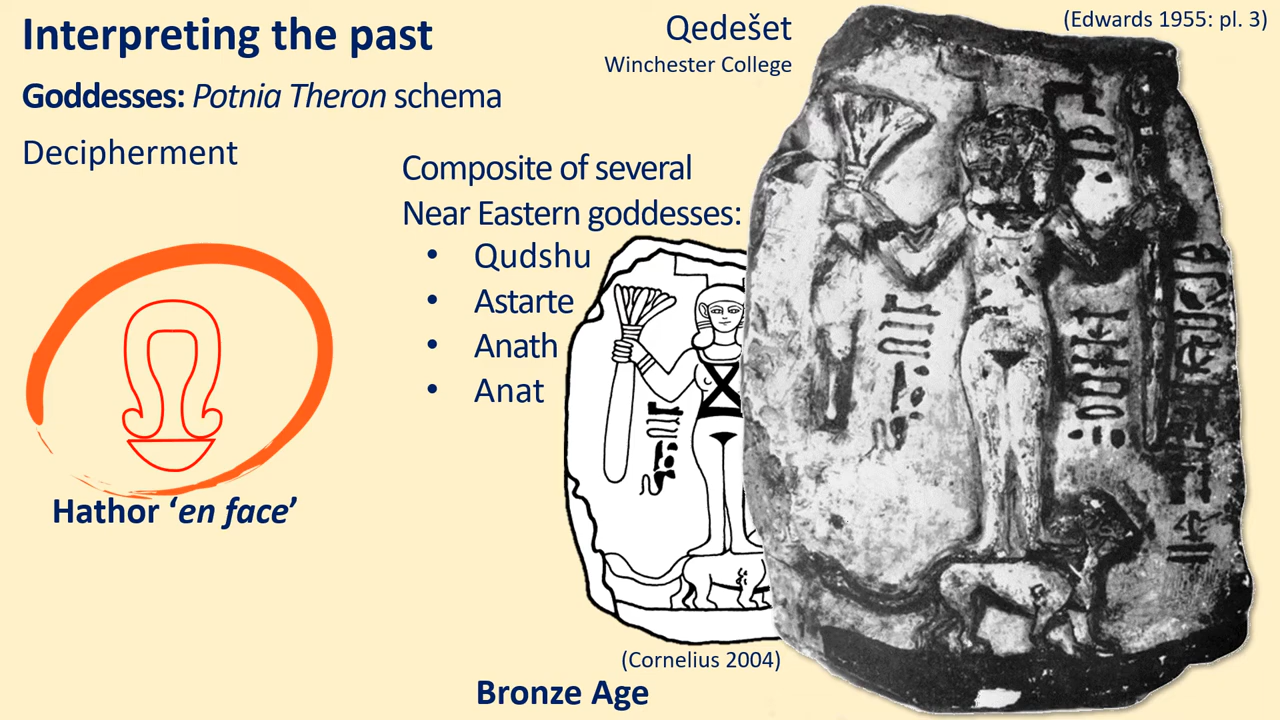 Interpreting the past
Goddesses: Potnia Theron schema
Decipherment
Qedešet
Winchester College
(Edwards 1955: pl. 3)
Composite of several
Near Eastern goddesses:
• Qudshu
• Astarte
• Anath
• Anat
Hathor ‘en face’
(Cornelius 2004)
Bronze Age